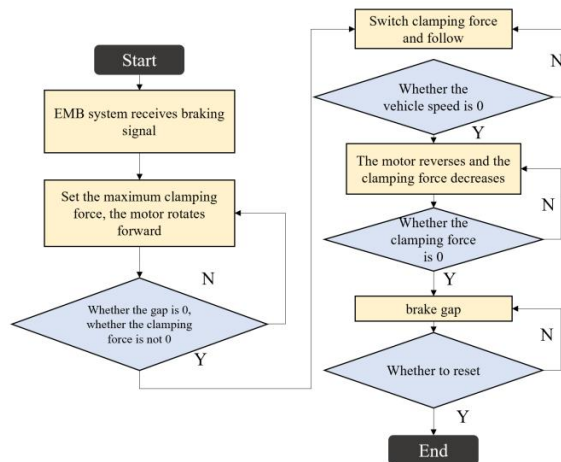 Start
EMB system receives braking
signal
Set the maximum clamping
force, the motor rotates
forward
N
Whether the gap is 0,
whether the clamping
force is not 0
Y
Switch clamping force
and follow
N
Whether the
vehicle speed is 0
Y
The motor reverses and the
clamping force decreases
N
Whether the
clamping force
is 0
Y
brake gap
N
Whether to reset
Y
End